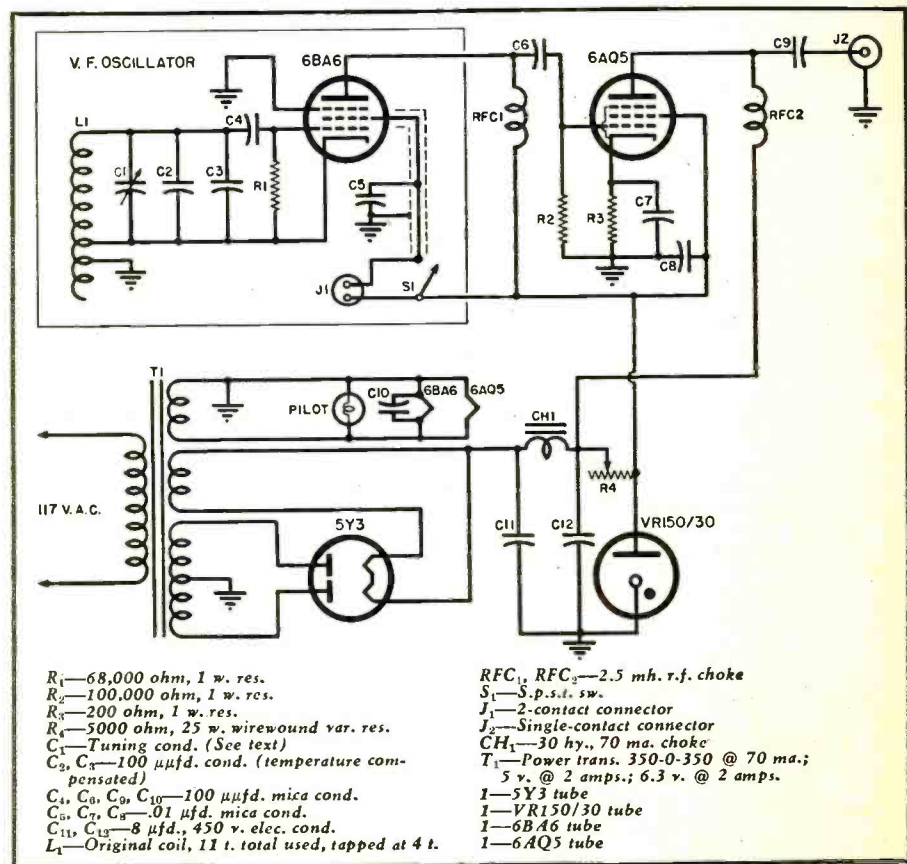 V. F. OSCILLATOR
6BA6
C6
6AQ5
C9
J2
L1
C4
RFC1
RFC2
C1
C2
C3
R1
C5
R2
R3
C7
C8
J1
S1
T1
C10
6BA6
6AQ5
PILOT
CH1
R4
117 V. A.C.
5Y3
C11
C12
VR150/30
R₁—68,000 ohm, 1 w. res.
R₂—100,000 ohm, 1 w. res.
R₃—200 ohm, 1 w. res.
R₄—5000 ohm, 25 w. wirewound var. res.
C₁—Tuning cond. (See text)
C₂, C₃—100 μμfd. cond. (temperature com-
pensated)
C₄, C₆, C₉, C₁₀—100 μμfd. mica cond.
C₅, C₇, C₈—.01 μfd. mica cond.
C₁₁, C₁₂—8 μfd., 450 v. elec. cond.
L₁—Original coil, 11 t. total used, tapped at 4 t.
RFC₁, RFC₂—2.5 mh. r.f. choke
S₁—S.p.s.t. sw.
J₁—2-contact connector
J₂—Single-contact connector
CH₁—30 hy., 70 ma. choke
T₁—Power trans. 350-0-350 @ 70 ma.;
5 v. @ 2 amps.; 6.3 v. @ 2 amps.
1—5Y3 tube
1—VR150/30 tube
1—6BA6 tube
1—6AQ5 tube